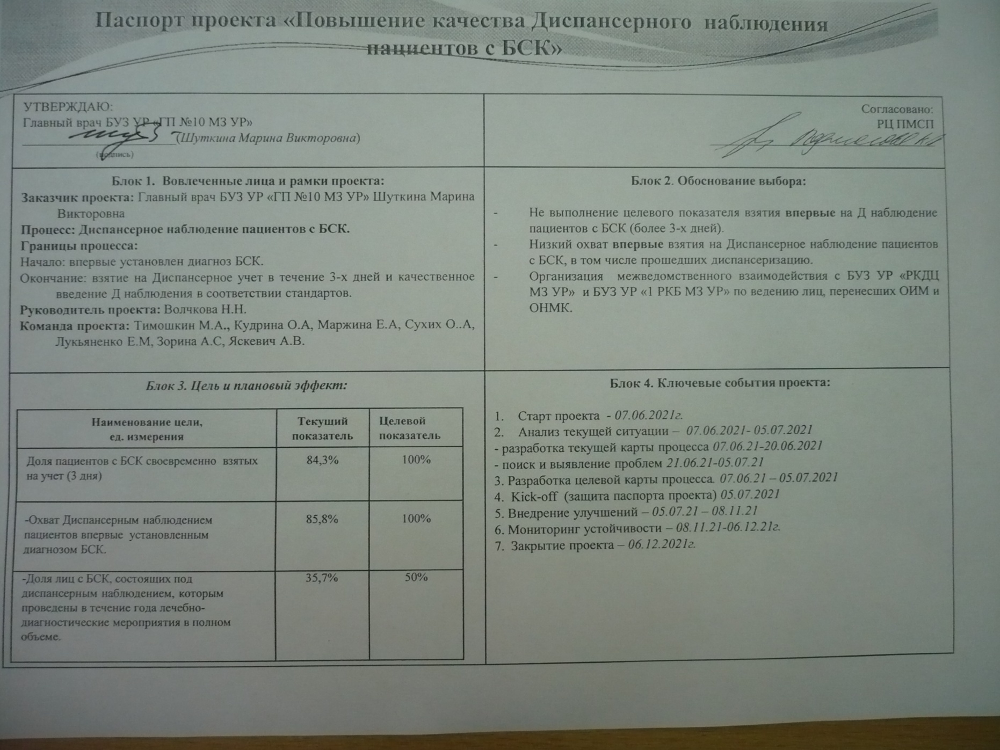 Паспорт проекта «Повышение качества Диспансерного наблюдения
пациентов с БСК»
УТВЕРЖДАЮ:
Главный врач БУЗ УР «ГП №10 МЗ УР»
(Шуткина Марина Викторовна)
(подпись)
Согласовано:
РЦ ПМСП
Блок 1. Вовлеченные лица и рамки проекта:
Заказчик проекта: Главный врач БУЗ УР «ГП №10 МЗ УР» Шуткина Марина
Викторовна
Процесс: Диспансерное наблюдение пациентов с БСК.
Границы процесса:
Начало: впервые установлен диагноз БСК.
Окончание: взятие на Диспансерное учет в течение 3-х дней и качественное
введение Д наблюдения в соответствии стандартов.
Руководитель проекта: Волчкова Н.Н.
Команда проекта: Тимошкин М.А., Кудрина О.А, Маржина Е.А, Сухих О..А,
Лукьяненко Е.М, Зорина А.С, Яскевич А.В.
Блок 2. Обоснование выбора:
- Не выполнение целевого показателя взятия впервые на Д наблюдение
пациентов с БСК (более 3-х дней).
- Низкий охват впервые взятия на Диспансерное наблюдение пациентов
с БСК, в том числе прошедших диспансеризацию.
- Организация межведомственного взаимодействия с БУЗ УР «РКДЦ
МЗ УР» и БУЗ УР «1 РКБ МЗ УР» по ведению лиц, перенесших ОИМ и
ОНМК.
Блок 3. Цель и плановый эффект:
Наименование цели,
ед. измерения
Текуший
показатель
Целевой
показатель
Доля пациентов с БСК своевременно взятых
на учет (3 дня)
84,3%
100%
-Охват Диспансерным наблюдением
пациентов впервые установленным
диагнозом БСК.
85,8%
100%
-Доля лиц с БСК, состоящих под
диспансерным наблюдением, которым
проведены в течение года лечебно-
диагностические мероприятия в полном
объеме.
35,7%
50%
Блок 4. Ключевые события проекта:
1. Старт проекта - 07.06.2021г.
2. Анализ текущей ситуации – 07.06.2021- 05.07.2021
- разработка текущей карты процесса 07.06.21-20.06.2021
- поиск и выявление проблем 21.06.21-05.07.21
3. Разработка целевой карты процесса. 07.06.21 – 05.07.2021
4. Kick-off (защита паспорта проекта) 05.07.2021
5. Внедрение улучшений – 05.07.21 – 08.11.21
6. Мониторинг устойчивости – 08.11.21-06.12.21г.
7. Закрытие проекта – 06.12.2021г.